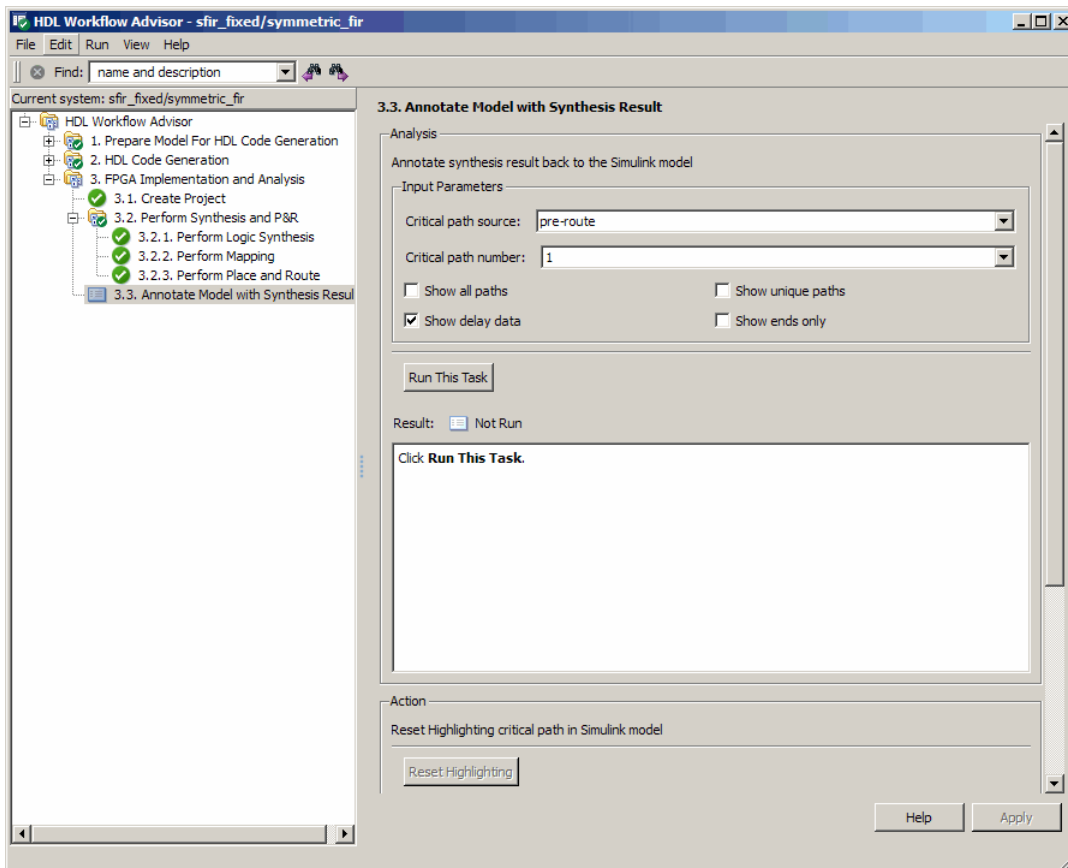 HDL Workflow Advisor - sfir_fixed/symmetric_fir
File Edit Run View Help
Find: name and description
Current system: sfir_fixed/symmetric_fir
HDL Workflow Advisor
1. Prepare Model For HDL Code Generation
2. HDL Code Generation
3. FPGA Implementation and Analysis
3.1. Create Project
3.2. Perform Synthesis and P&R
3.2.1. Perform Logic Synthesis
3.2.2. Perform Mapping
3.2.3. Perform Place and Route
3.3. Annotate Model with Synthesis Resul
3.3. Annotate Model with Synthesis Result
Analysis
Annotate synthesis result back to the Simulink model
Input Parameters
Critical path source: pre-route
Critical path number: 1
Show all paths Show unique paths
Show delay data Show ends only
Run This Task
Result: Not Run
Click Run This Task.
Action
Reset Highlighting critical path in Simulink model
Reset Highlighting
Help Apply